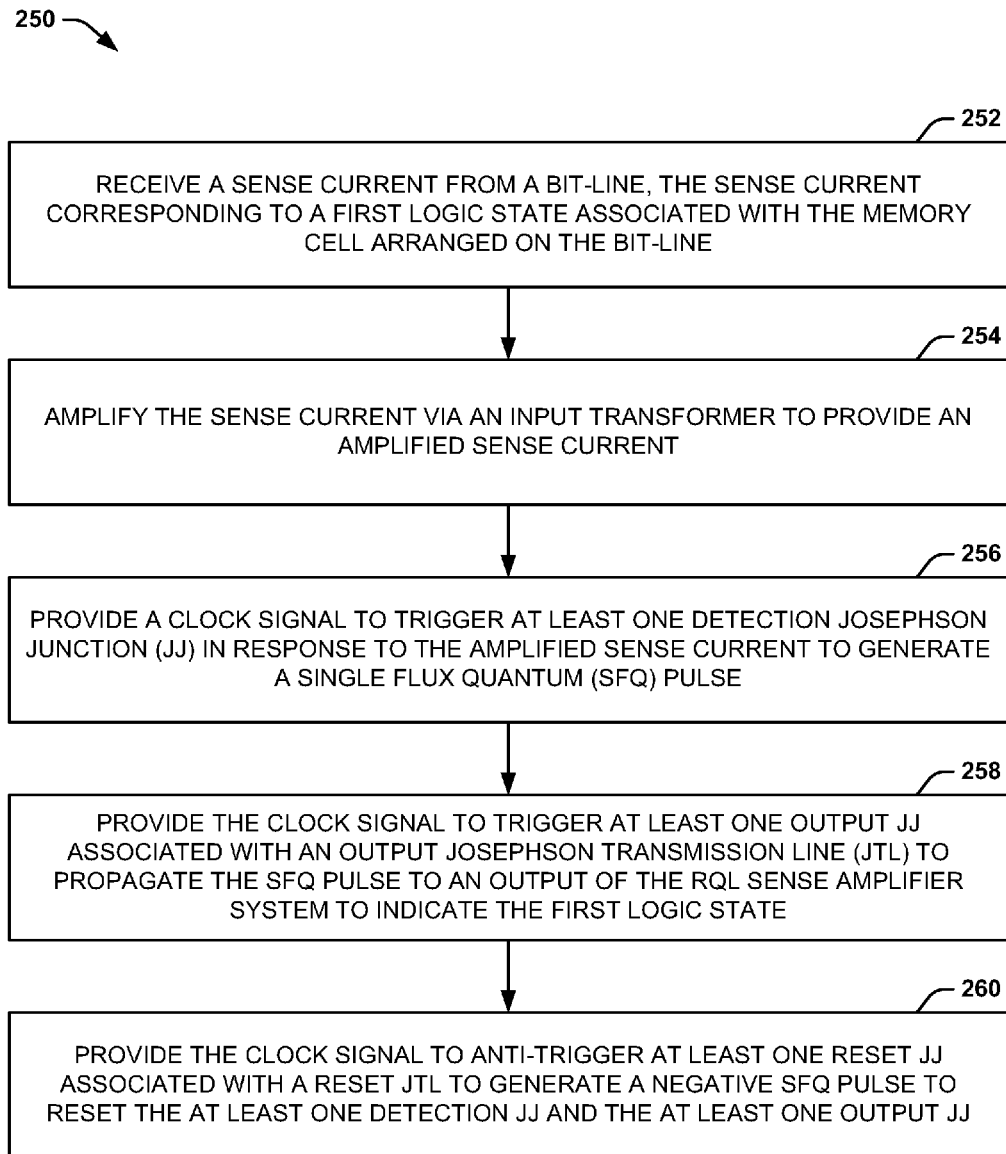 250
252
RECEIVE A SENSE CURRENT FROM A BIT-LINE, THE SENSE CURRENT
CORRESPONDING TO A FIRST LOGIC STATE ASSOCIATED WITH THE MEMORY
CELL ARRANGED ON THE BIT-LINE
254
AMPLIFY THE SENSE CURRENT VIA AN INPUT TRANSFORMER TO PROVIDE AN
AMPLIFIED SENSE CURRENT
256
PROVIDE A CLOCK SIGNAL TO TRIGGER AT LEAST ONE DETECTION JOSEPHSON
JUNCTION (JJ) IN RESPONSE TO THE AMPLIFIED SENSE CURRENT TO GENERATE
A SINGLE FLUX QUANTUM (SFQ) PULSE
258
PROVIDE THE CLOCK SIGNAL TO TRIGGER AT LEAST ONE OUTPUT JJ
ASSOCIATED WITH AN OUTPUT JOSEPHSON TRANSMISSION LINE (JTL) TO
PROPAGATE THE SFQ PULSE TO AN OUTPUT OF THE RQL SENSE AMPLIFIER
SYSTEM TO INDICATE THE FIRST LOGIC STATE
260
PROVIDE THE CLOCK SIGNAL TO ANTI-TRIGGER AT LEAST ONE RESET JJ
ASSOCIATED WITH A RESET JTL TO GENERATE A NEGATIVE SFQ PULSE TO
RESET THE AT LEAST ONE DETECTION JJ AND THE AT LEAST ONE OUTPUT JJ